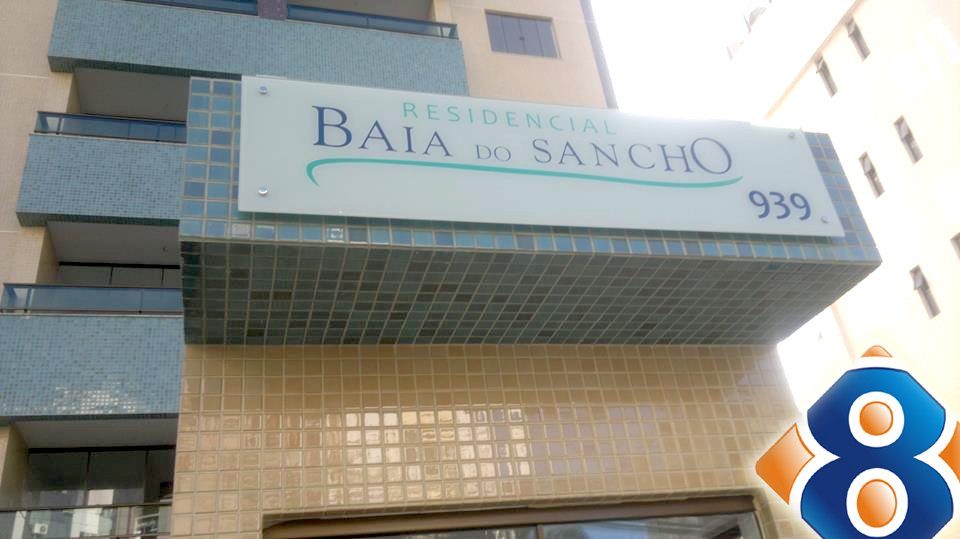 RESIDENCIAL
BAIA DO SANCHO
939
8